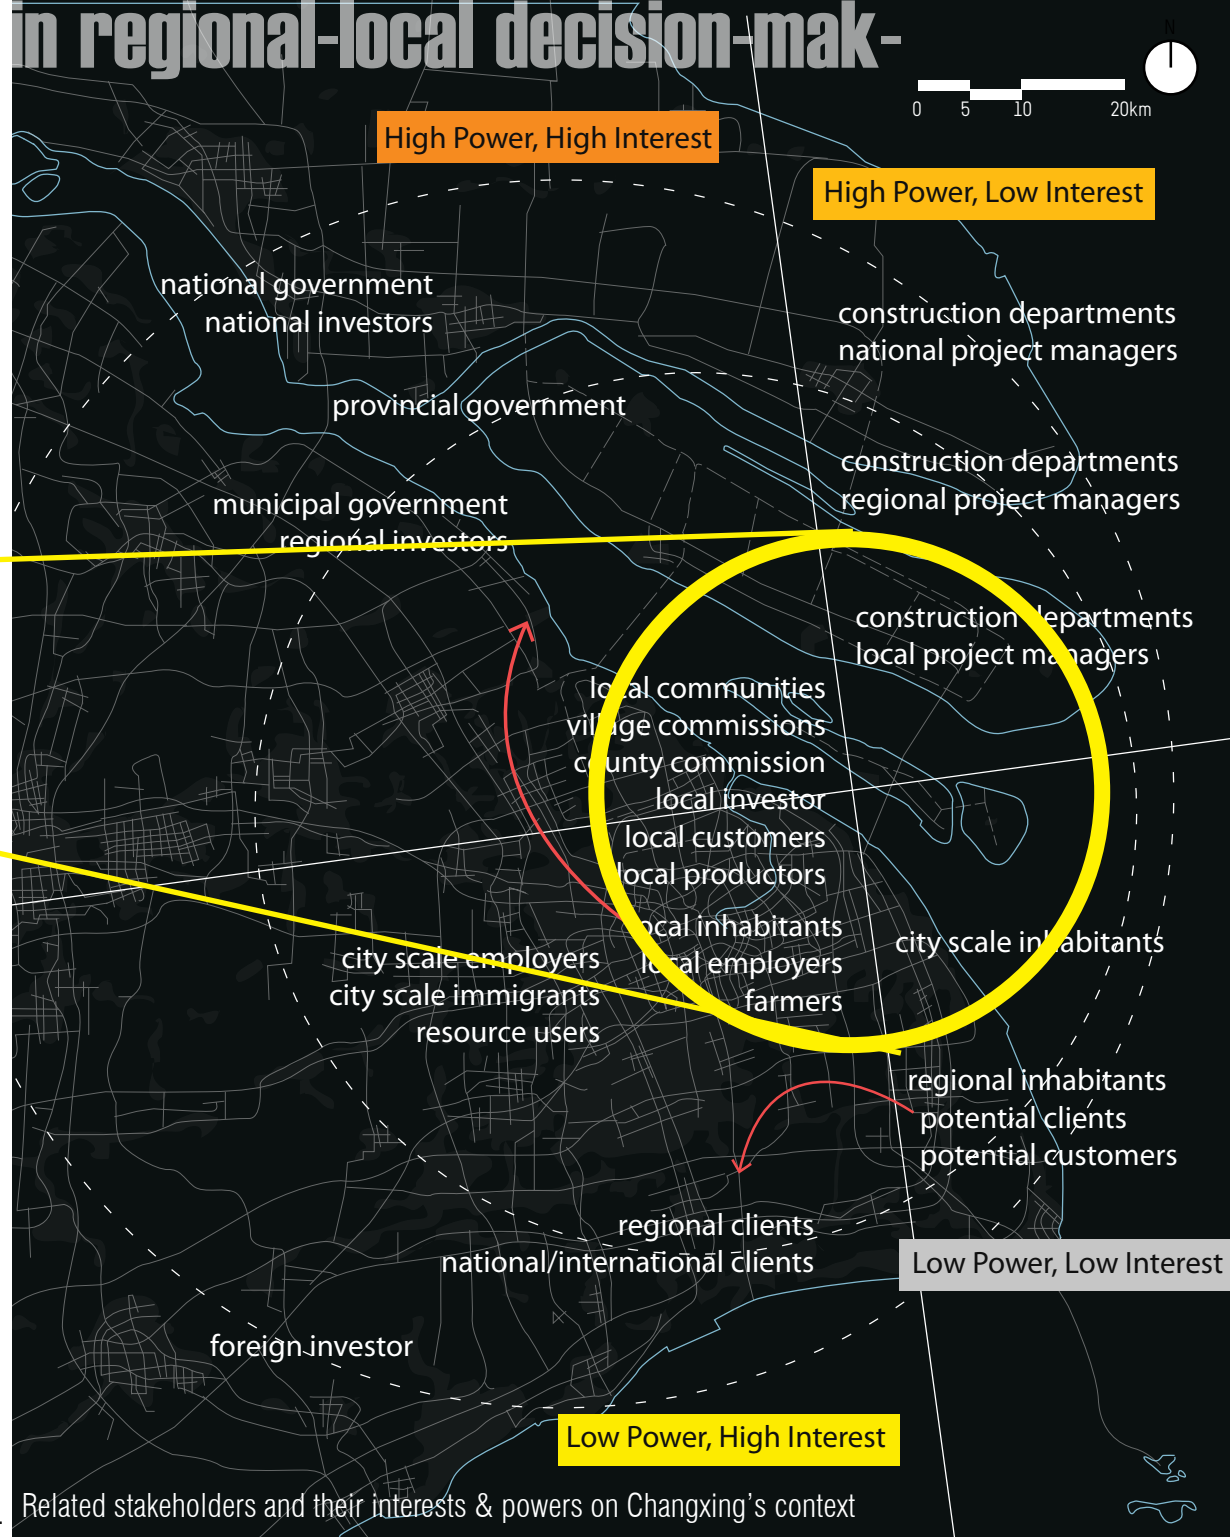 in regional-local decision-mak-
N
0 5 10 20km
High Power, High Interest
High Power, Low Interest
national government
national investors
construction departments
national project managers
provincial government
construction departments
regional project managers
municipal government
regional investors
construction departments
local project managers
local communities
village commissions
county commission
local investor
local customers
local productors
local inhabitants
local employers
farmers
city scale inhabitants
city scale employers
city scale immigrants
resource users
regional inhabitants
potential clients
potential customers
regional clients
national/international clients
Low Power, Low Interest
foreign investor
Low Power, High Interest
Related stakeholders and their interests & powers on Changxing's context